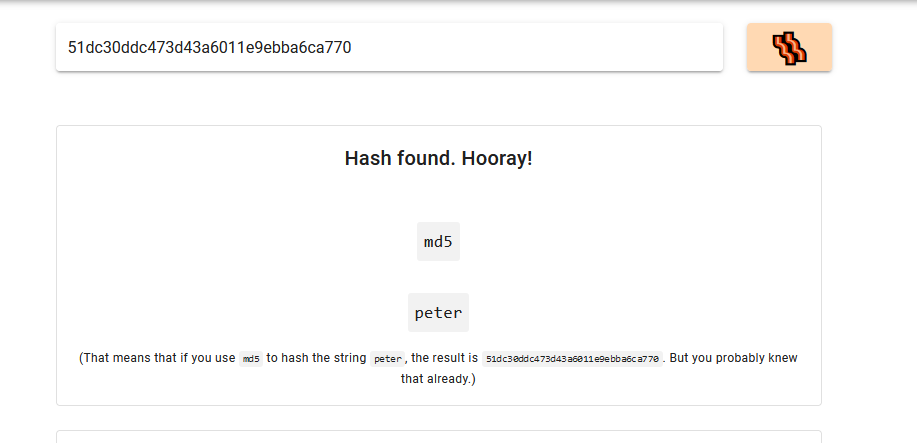 51dc30ddc473d43a6011e9ebba6ca770
Hash found. Hooray!
md5
peter
(That means that if you use md5 to hash the string peter, the result is 51dc30ddc473d43a6011e9ebba6ca770. But you probably knew
that already.)